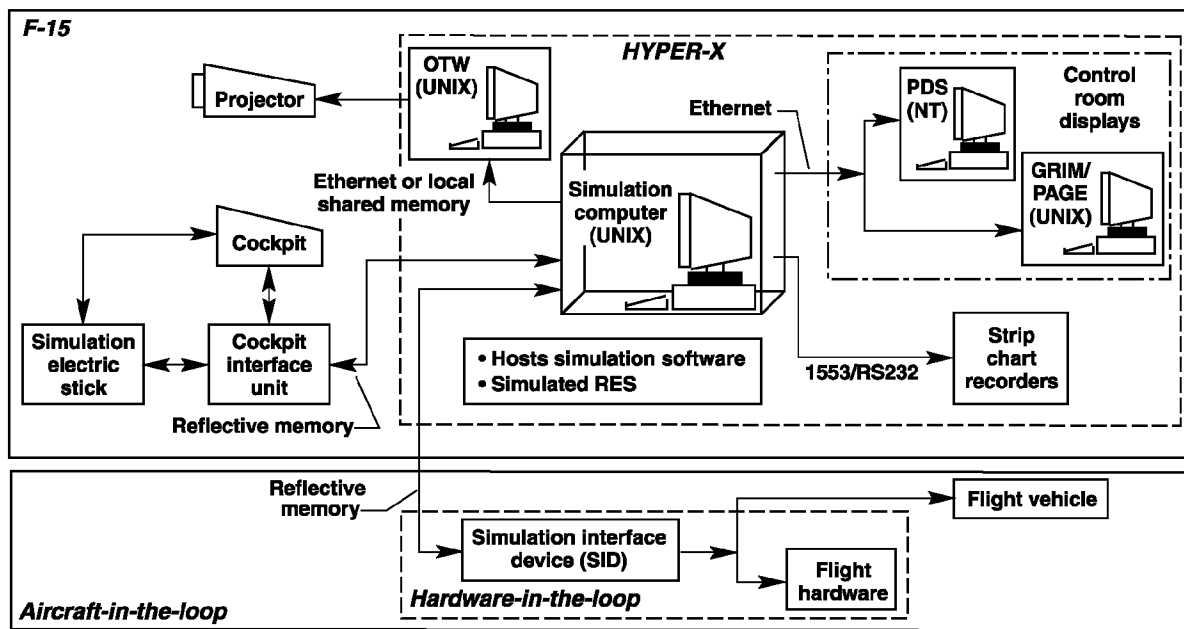 F-15
HYPER-X
OTW
(UNIX)
Projector
Ethernet
PDS
(NT)
Control
room
displays
GRIM/
PAGE
(UNIX)
Ethernet or local
shared memory
Simulation
computer
(UNIX)
Cockpit
Simulation
electric
stick
Cockpit
interface
unit
Reflective memory
• Hosts simulation software
• Simulated RES
1553/RS232
Strip
chart
recorders
Reflective
memory
Flight vehicle
Simulation interface
device (SID)
Flight
hardware
Hardware-in-the-loop
Aircraft-in-the-loop